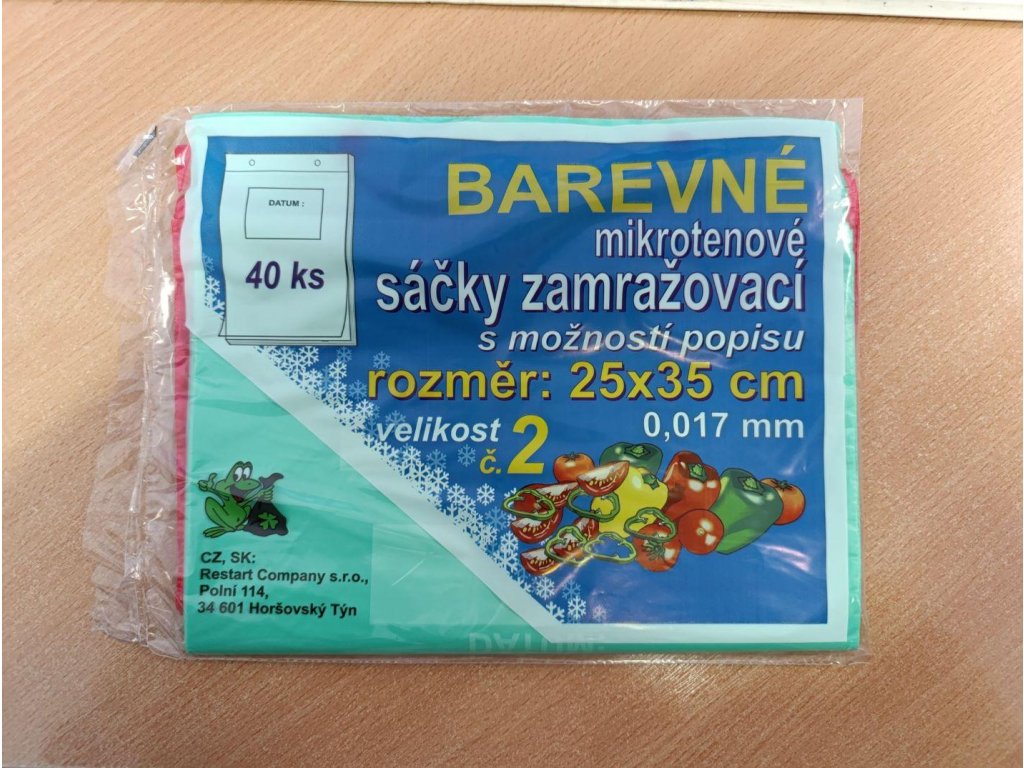 DATUM :
40 ks
BAREVNÉ
mikrotenové
sáčky zamražovací
s možností popisu
rozměr: 25x35 cm
0,017 mm
velikost
č. 2
CZ, SK:
Restart Company s.r.o.,
Polní 114,
34 601 Horšovský Týn
DATUM: